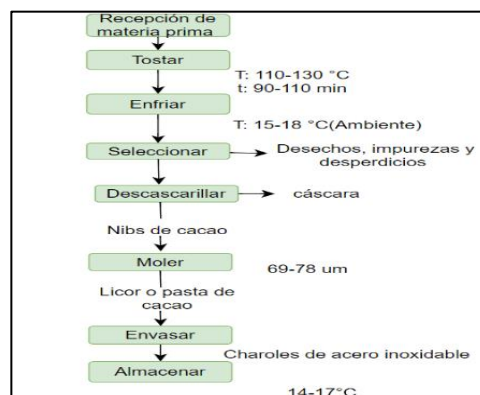 Recepción de
materia prima
Tostar
T: 110-130 °C
t: 90-110 min
Enfriar
T: 15-18 °C(Ambiente)
Seleccionar
Desechos, impurezas y
desperdicios
Descascarillar
cáscara
Nibs de cacao
Moler
69-78 um
Licor o pasta de
cacao
Envasar
Charoles de acero inoxidable
Almacenar
14-17°C